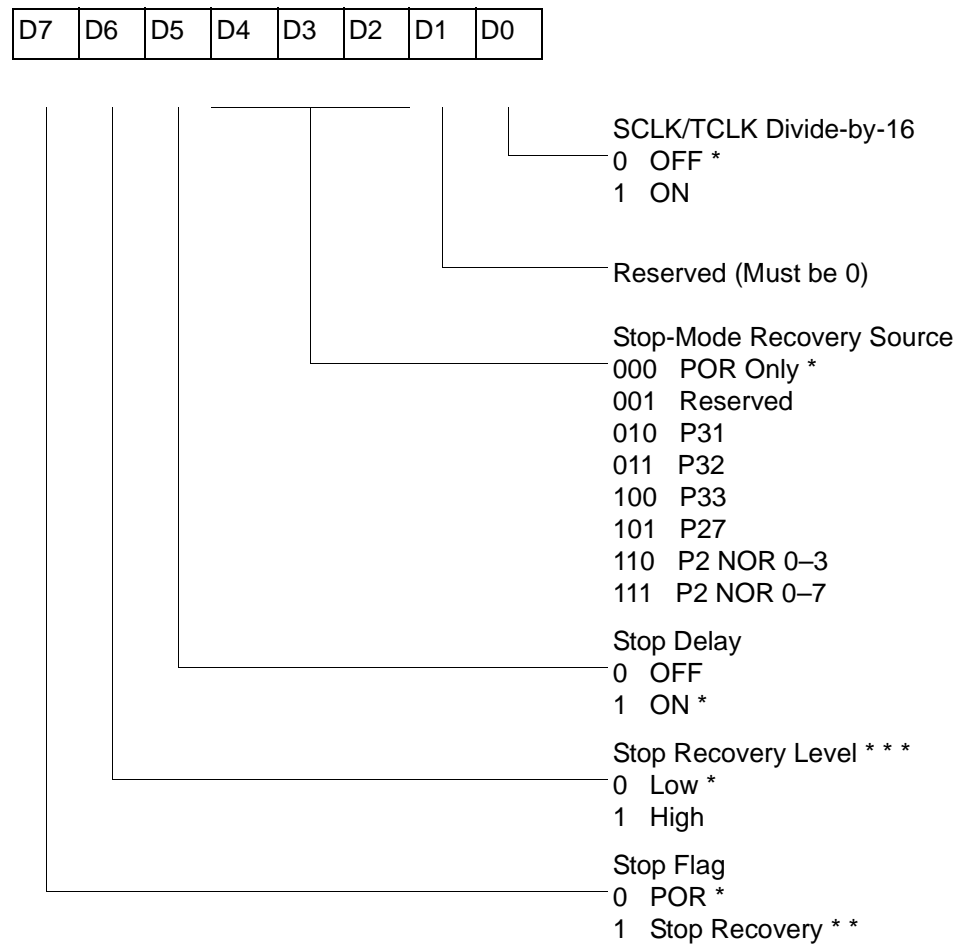 D7 D6 D5 D4 D3 D2 D1 D0
SCLK/TCLK Divide-by-16
0 OFF *
1 ON
Reserved (Must be 0)
Stop-Mode Recovery Source
000 POR Only *
001 Reserved
010 P31
011 P32
100 P33
101 P27
110 P2 NOR 0–3
111 P2 NOR 0–7
Stop Delay
0 OFF
1 ON *
Stop Recovery Level * * *
0 Low *
1 High
Stop Flag
0 POR *
1 Stop Recovery * *